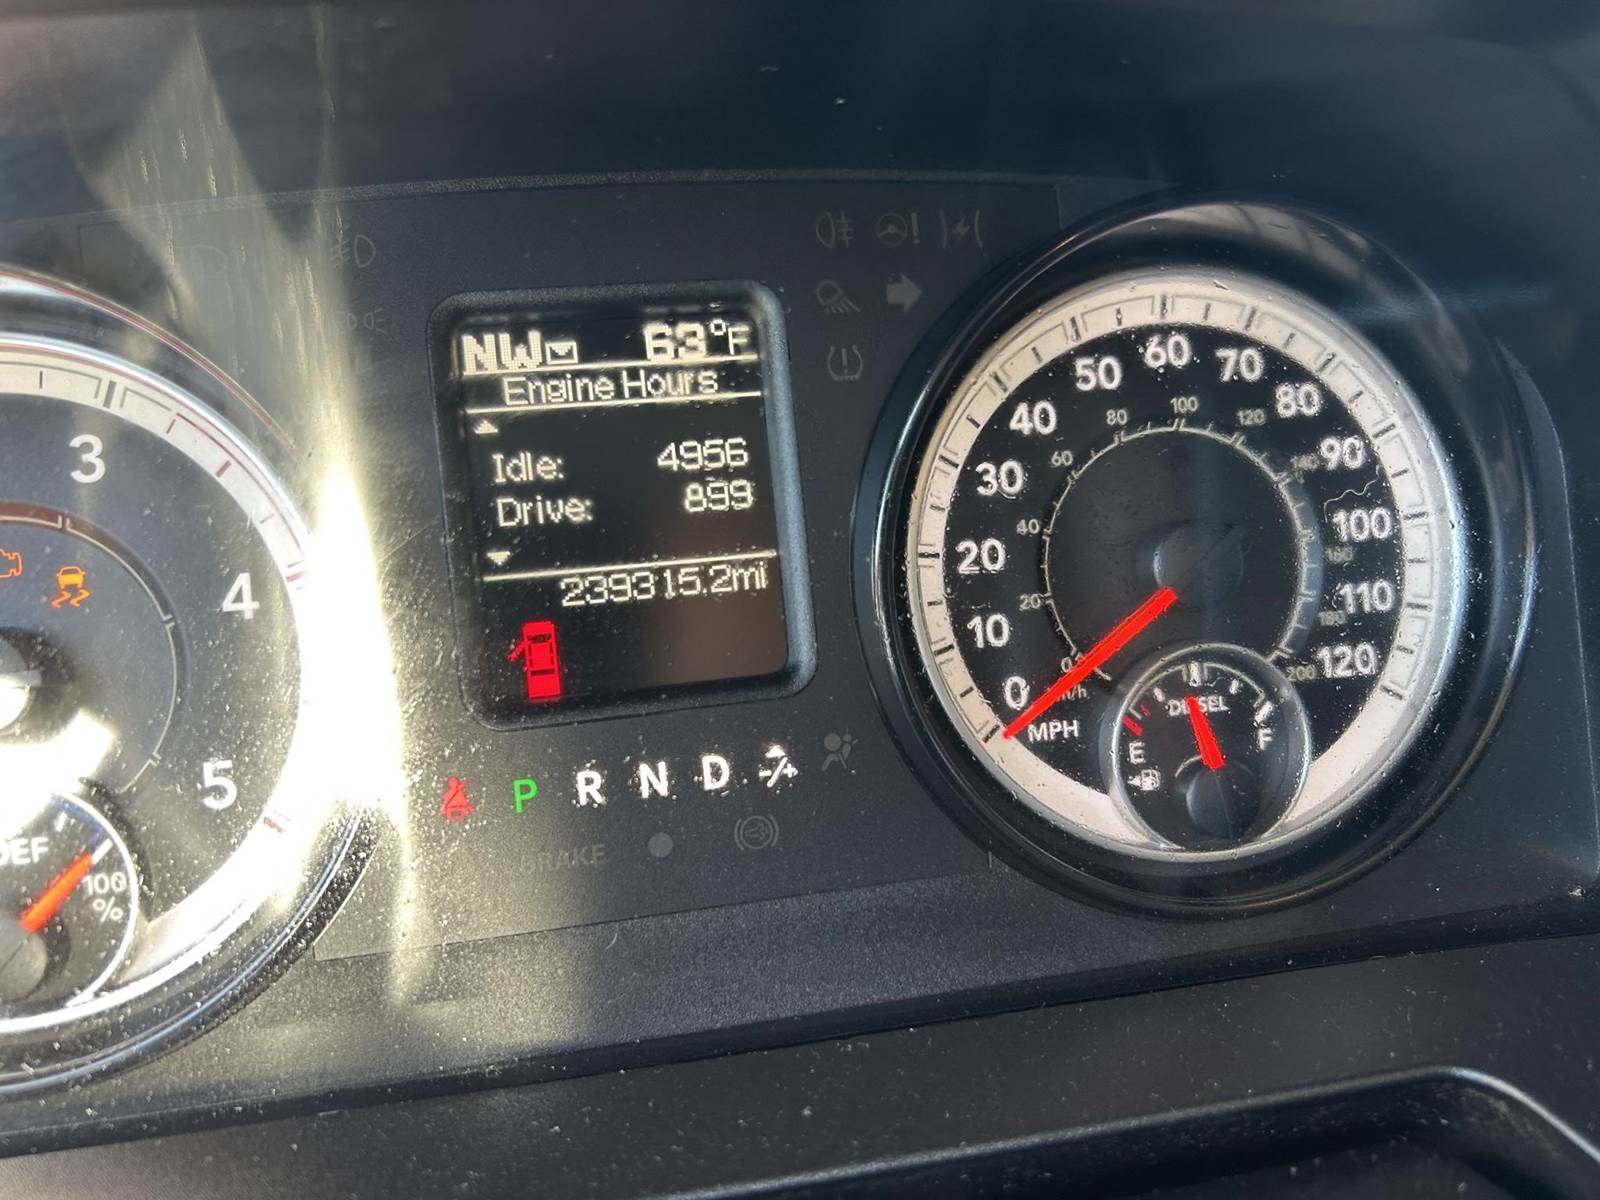 NW 63°F
Engine Hours
Idle: 4956
Drive: 899
239315.2mi
P R N D -/+
BRAKE
3
4
5
DEF
100
%
0 10 20 30 40 50 60 70 80 90 100 110 120
MPH
0 20 40 60 80 100 120 140 160 180 200
km/h
DIESEL
E F